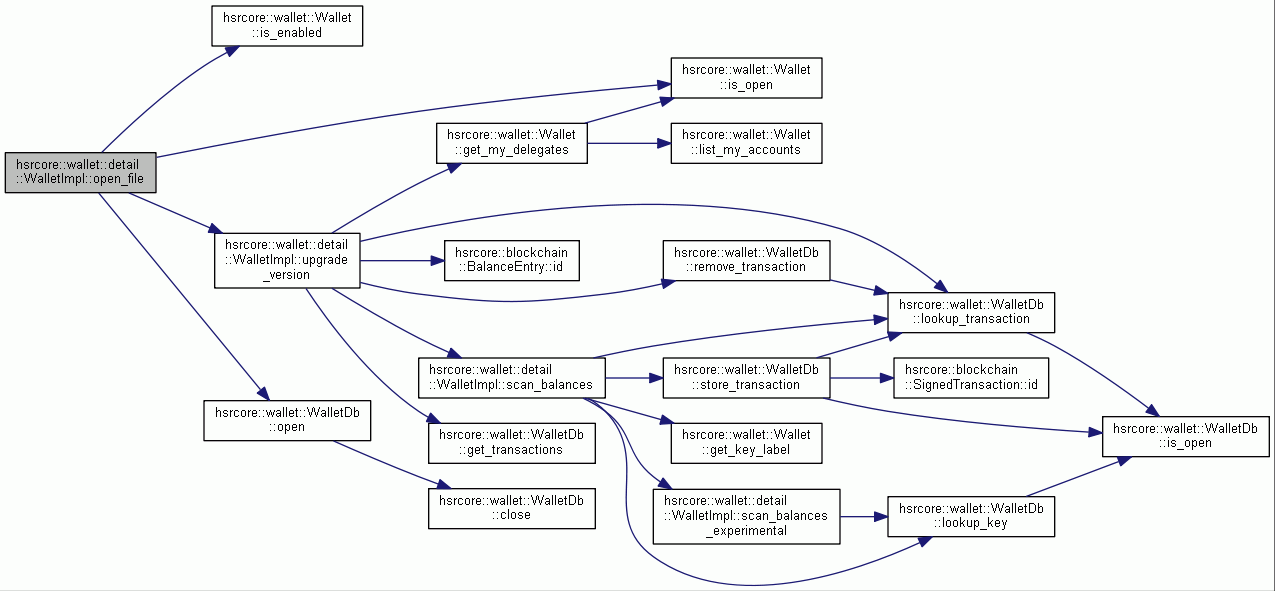 hsrcore::wallet::Wallet
::is_enabled
hsrcore::wallet::Wallet
::is_open
hsrcore::wallet::Wallet
::get_my_delegates
hsrcore::wallet::Wallet
::list_my_accounts
hsrcore::wallet::detail
::WalletImpl::open_file
hsrcore::wallet::detail
::WalletImpl::upgrade
_version
hsrcore::blockchain
::BalanceEntry::id
hsrcore::wallet::WalletDb
::remove_transaction
hsrcore::wallet::WalletDb
::lookup_transaction
hsrcore::wallet::detail
::WalletImpl::scan_balances
hsrcore::wallet::WalletDb
::store_transaction
hsrcore::blockchain
::SignedTransaction::id
hsrcore::wallet::WalletDb
::open
hsrcore::wallet::WalletDb
::get_transactions
hsrcore::wallet::Wallet
::get_key_label
hsrcore::wallet::WalletDb
::is_open
hsrcore::wallet::WalletDb
::close
hsrcore::wallet::detail
::WalletImpl::scan_balances
_experimental
hsrcore::wallet::WalletDb
::lookup_key